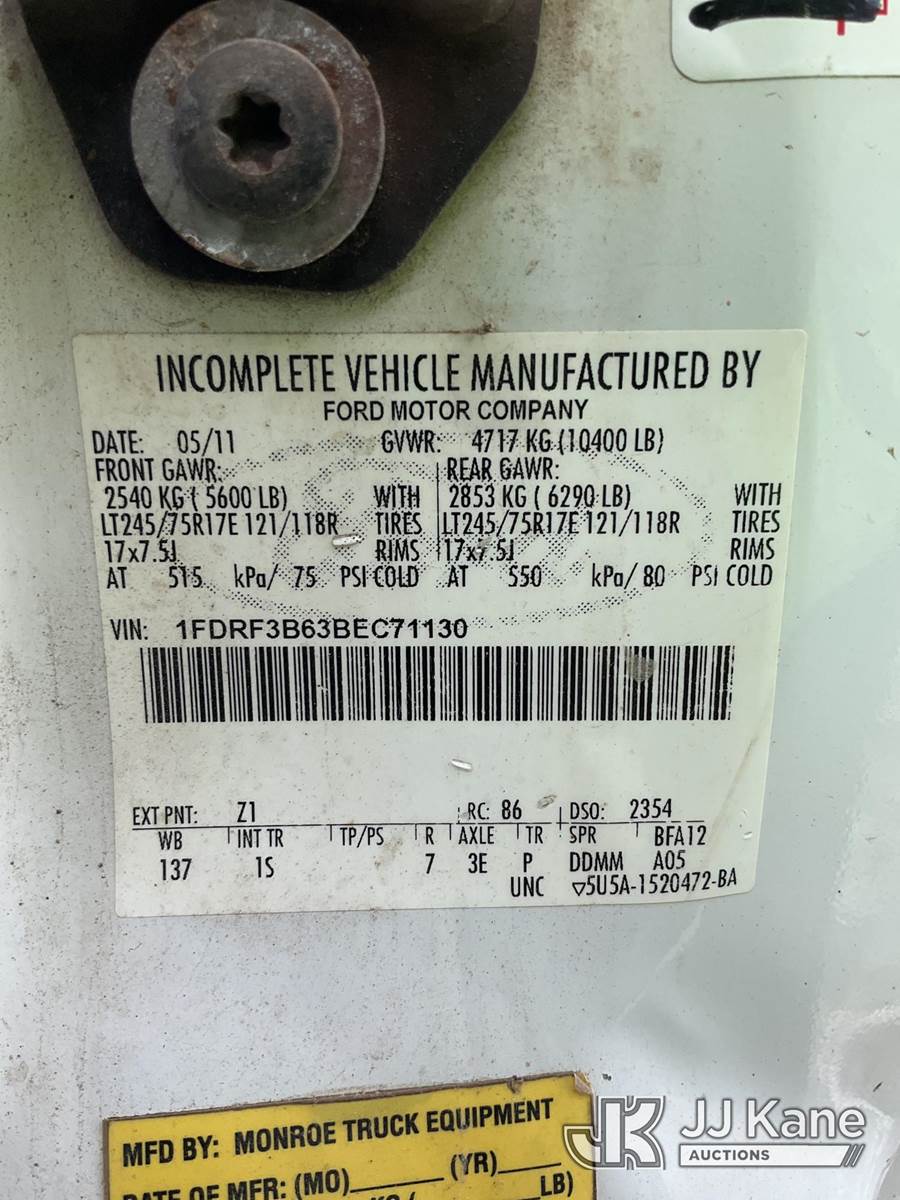 INCOMPLETE VEHICLE MANUFACTURED BY
FORD MOTOR COMPANY
DATE: 05/11 GVWR: 4717 KG (10400 LB)
FRONT GAWR: REAR GAWR:
2540 KG ( 5600 LB) WITH 2853 KG ( 6290 LB) WITH
LT245/75R17E 121/118R TIRES LT245/75R17E 121/118R TIRES
17x7.5J RIMS 17x7.5J RIMS
AT 515 kPa/ 75 PSI COLD AT 550 kPa/ 80 PSI COLD
VIN: 1FDRF3B63BEC71130
EXT PNT: Z1 RC: 86 DSO: 2354
WB INT TR TP/PS R AXLE TR SPR BFA12
137 1S 7 3E P DDMM A05
UNC ▽5U5A-1520472-BA
MFD BY: MONROE TRUCK EQUIPMENT
DATE OF MFR: (MO)______ (YR)______
KG (______LB)
JK JJ Kane
AUCTIONS